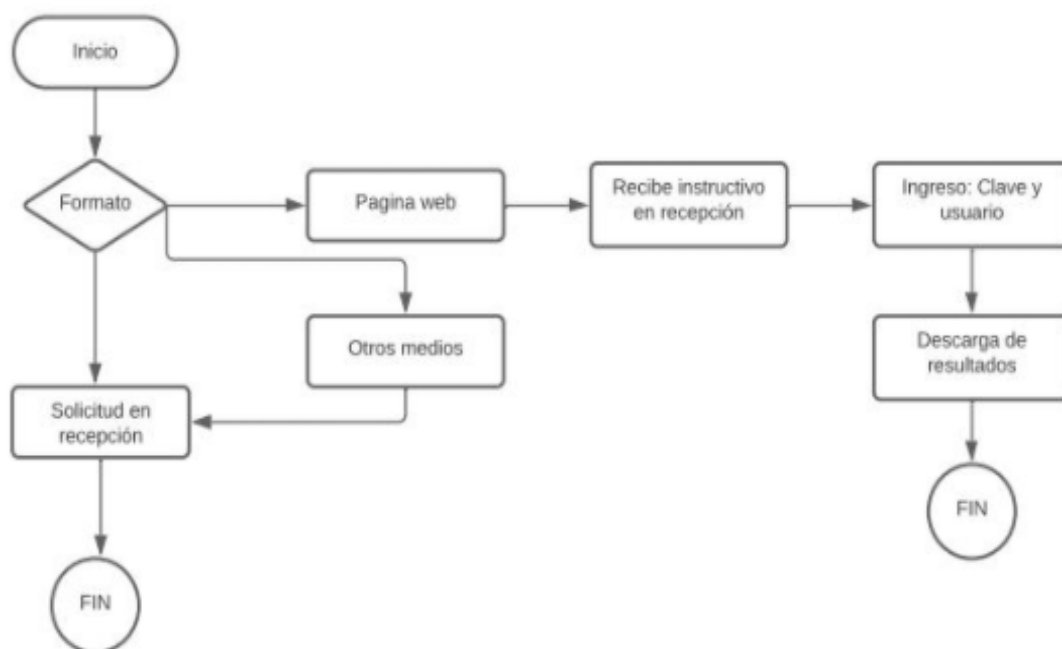 Inicio
Formato
Pagina web
Recibe instructivo
en recepción
Ingreso: Clave y
usuario
Otros medios
Descarga de
resultados
Solicitud en
recepción
FIN
FIN